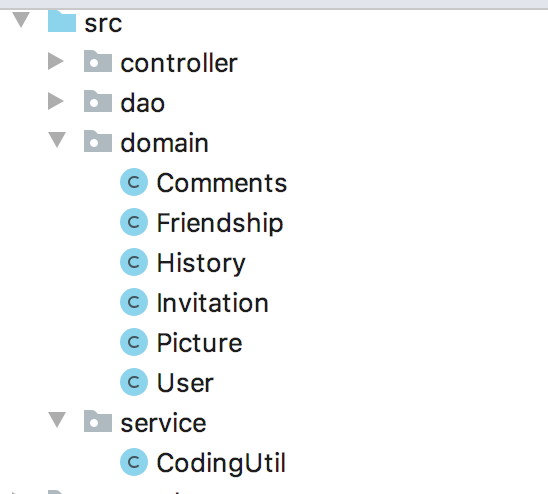 src
controller
dao
domain
Comments
Friendship
History
Invitation
Picture
User
service
CodingUtil